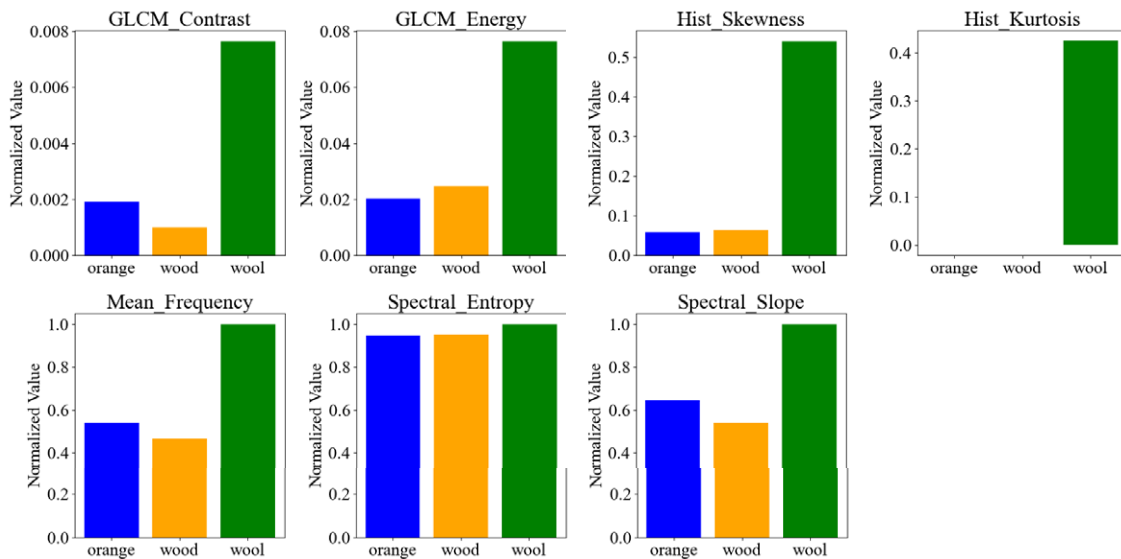 GLCM_Contrast
Normalized Value
0.008
0.006
0.004
0.002
0.000
orange wood wool
GLCM_Energy
Normalized Value
0.08
0.06
0.04
0.02
0.00
orange wood wool
Hist_Skewness
Normalized Value
0.5
0.4
0.3
0.2
0.1
0.0
orange wood wool
Hist_Kurtosis
Normalized Value
0.4
0.3
0.2
0.1
0.0
orange wood wool
Mean_Frequency
Normalized Value
1.0
0.8
0.6
0.4
0.2
0.0
orange wood wool
Spectral_Entropy
Normalized Value
1.0
0.8
0.6
0.4
0.2
0.0
orange wood wool
Spectral_Slope
Normalized Value
1.0
0.8
0.6
0.4
0.2
0.0
orange wood wool